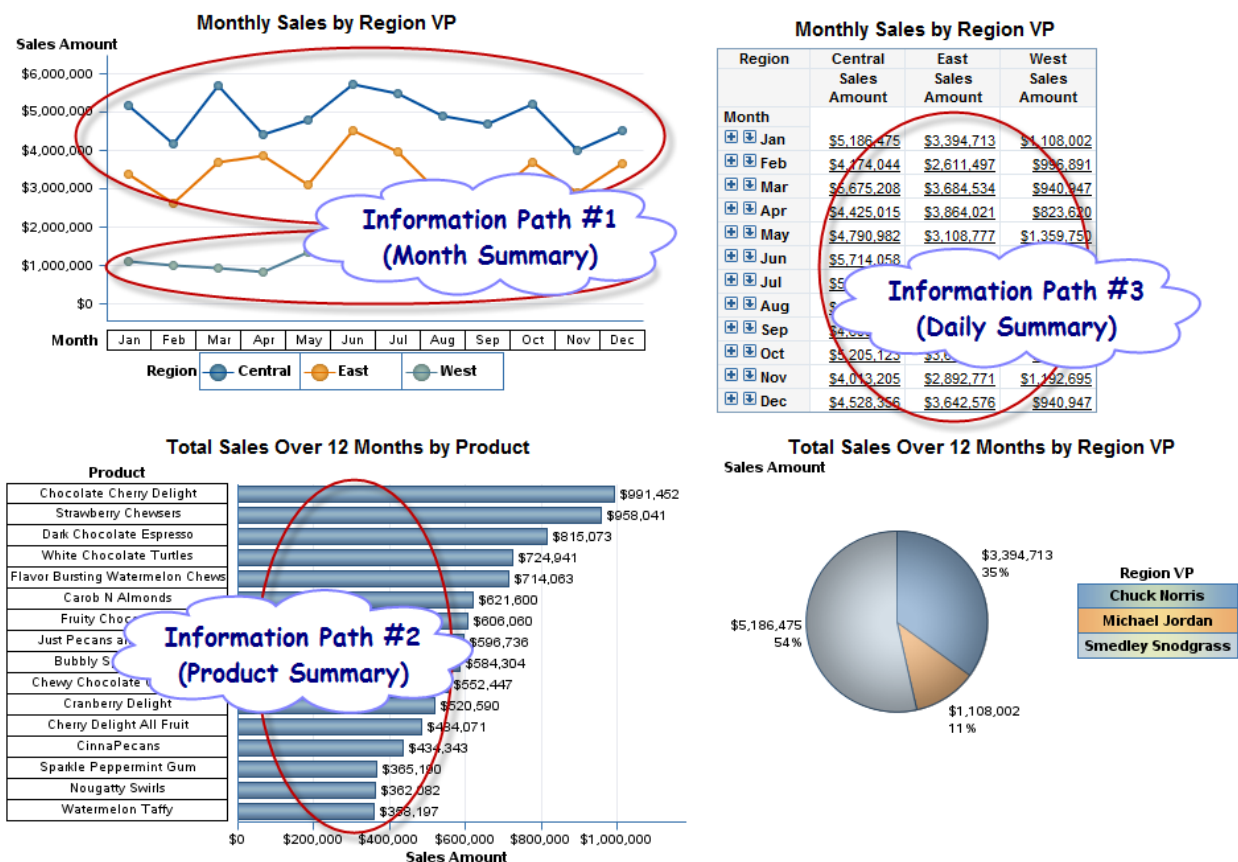 Monthly Sales by Region VP
Sales Amount
$6,000,000
$5,000,000
$4,000,000
$3,000,000
$2,000,000
$1,000,000
$0
Information Path #1
(Month Summary)
Month Jan Feb Mar Apr May Jun Jul Aug Sep Oct Nov Dec
Region Central East West
Monthly Sales by Region VP
Region Central East West
Sales Amount Sales Amount Sales Amount
Month
Jan $5,186,475 $3,394,713 $1,108,002
Feb $4,174,044 $2,611,497 $996,891
Mar $5,675,208 $3,684,534 $940,947
Apr $4,425,015 $3,864,021 $823,620
May $4,790,982 $3,108,777 $1,359,750
Jun $5,714,058
Jul
Aug
Sep
Oct $5,205,123
Nov $4,013,205 $2,892,771 $1,192,695
Dec $4,528,356 $3,642,576 $940,947
Information Path #3
(Daily Summary)
Total Sales Over 12 Months by Product
Product
Chocolate Cherry Delight $991,452
Strawberry Chewsers $958,041
Dark Chocolate Espresso $815,073
White Chocolate Turtles $724,941
Flavor Bursting Watermelon Chews $714,063
Carob N Almonds $621,600
Fruity $606,060
Just Pecans $596,736
Bubbly $584,304
Chewy Chocolate $552,447
Cranberry Delight $520,590
Cherry Delight All Fruit $484,071
CinnaPecans $434,343
Sparkle Peppermint Gum $365,190
Nougatty Swirls $362,082
Watermelon Taffy $358,197
Information Path #2
(Product Summary)
$0 $200,000 $400,000 $600,000 $800,000 $1,000,000
Sales Amount
Total Sales Over 12 Months by Region VP
Sales Amount
$3,394,713
35%
$5,186,475
54%
$1,108,002
11%
Region VP
Chuck Norris
Michael Jordan
Smedley Snodgrass